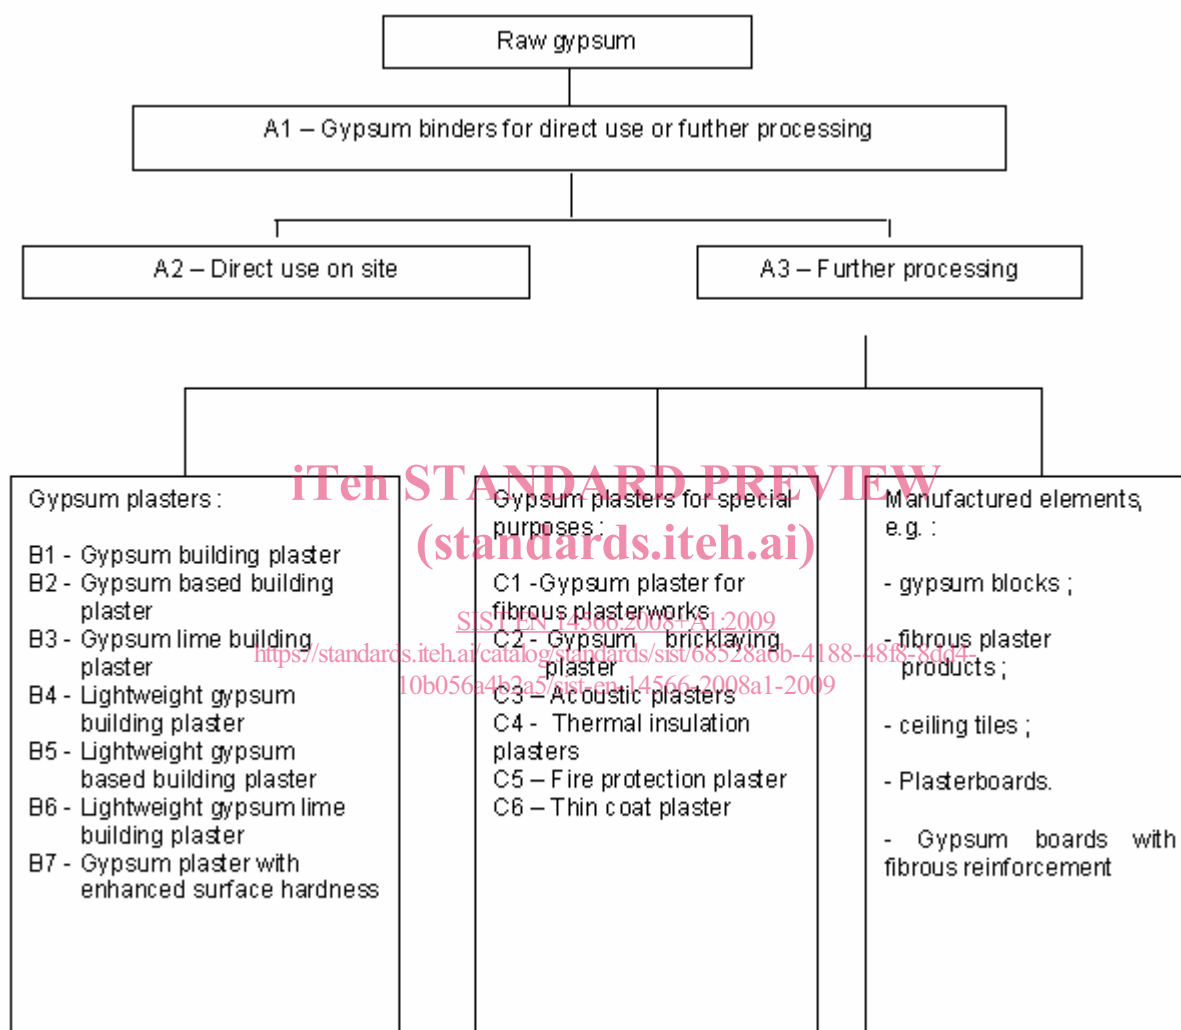 Raw gypsum
A1 – Gypsum binders for direct use or further processing
A2 – Direct use on site
A3 – Further processing
Gypsum plasters :
B1 - Gypsum building plaster
B2 - Gypsum based building
plaster
B3 - Gypsum lime building
plaster
B4 - Lightweight gypsum
building plaster
B5 - Lightweight gypsum
based building plaster
B6 - Lightweight gypsum lime
building plaster
B7 - Gypsum plaster with
enhanced surface hardness
Gypsum plasters for special
purposes :
C1 -Gypsum plaster for
fibrous plasterworks
C2 - Gypsum bricklaying
plaster
C3 – Acoustic plasters
C4 - Thermal insulation
plasters
C5 – Fire protection plaster
C6 – Thin coat plaster
Manufactured elements,
e.g. :
- gypsum blocks ;
- fibrous plaster
products ;
- ceiling tiles ;
- Plasterboards.
- Gypsum boards with
fibrous reinforcement
iTeh STANDARD PREVIEW
(standards.iteh.ai)
SIST EN 14566:2008+A1:2009
https://standards.iteh.ai/catalog/standards/sist/68528a6b-4188-48f8-8dd4-
10b056a4b2a5/sist-en-14566-2008a1-2009